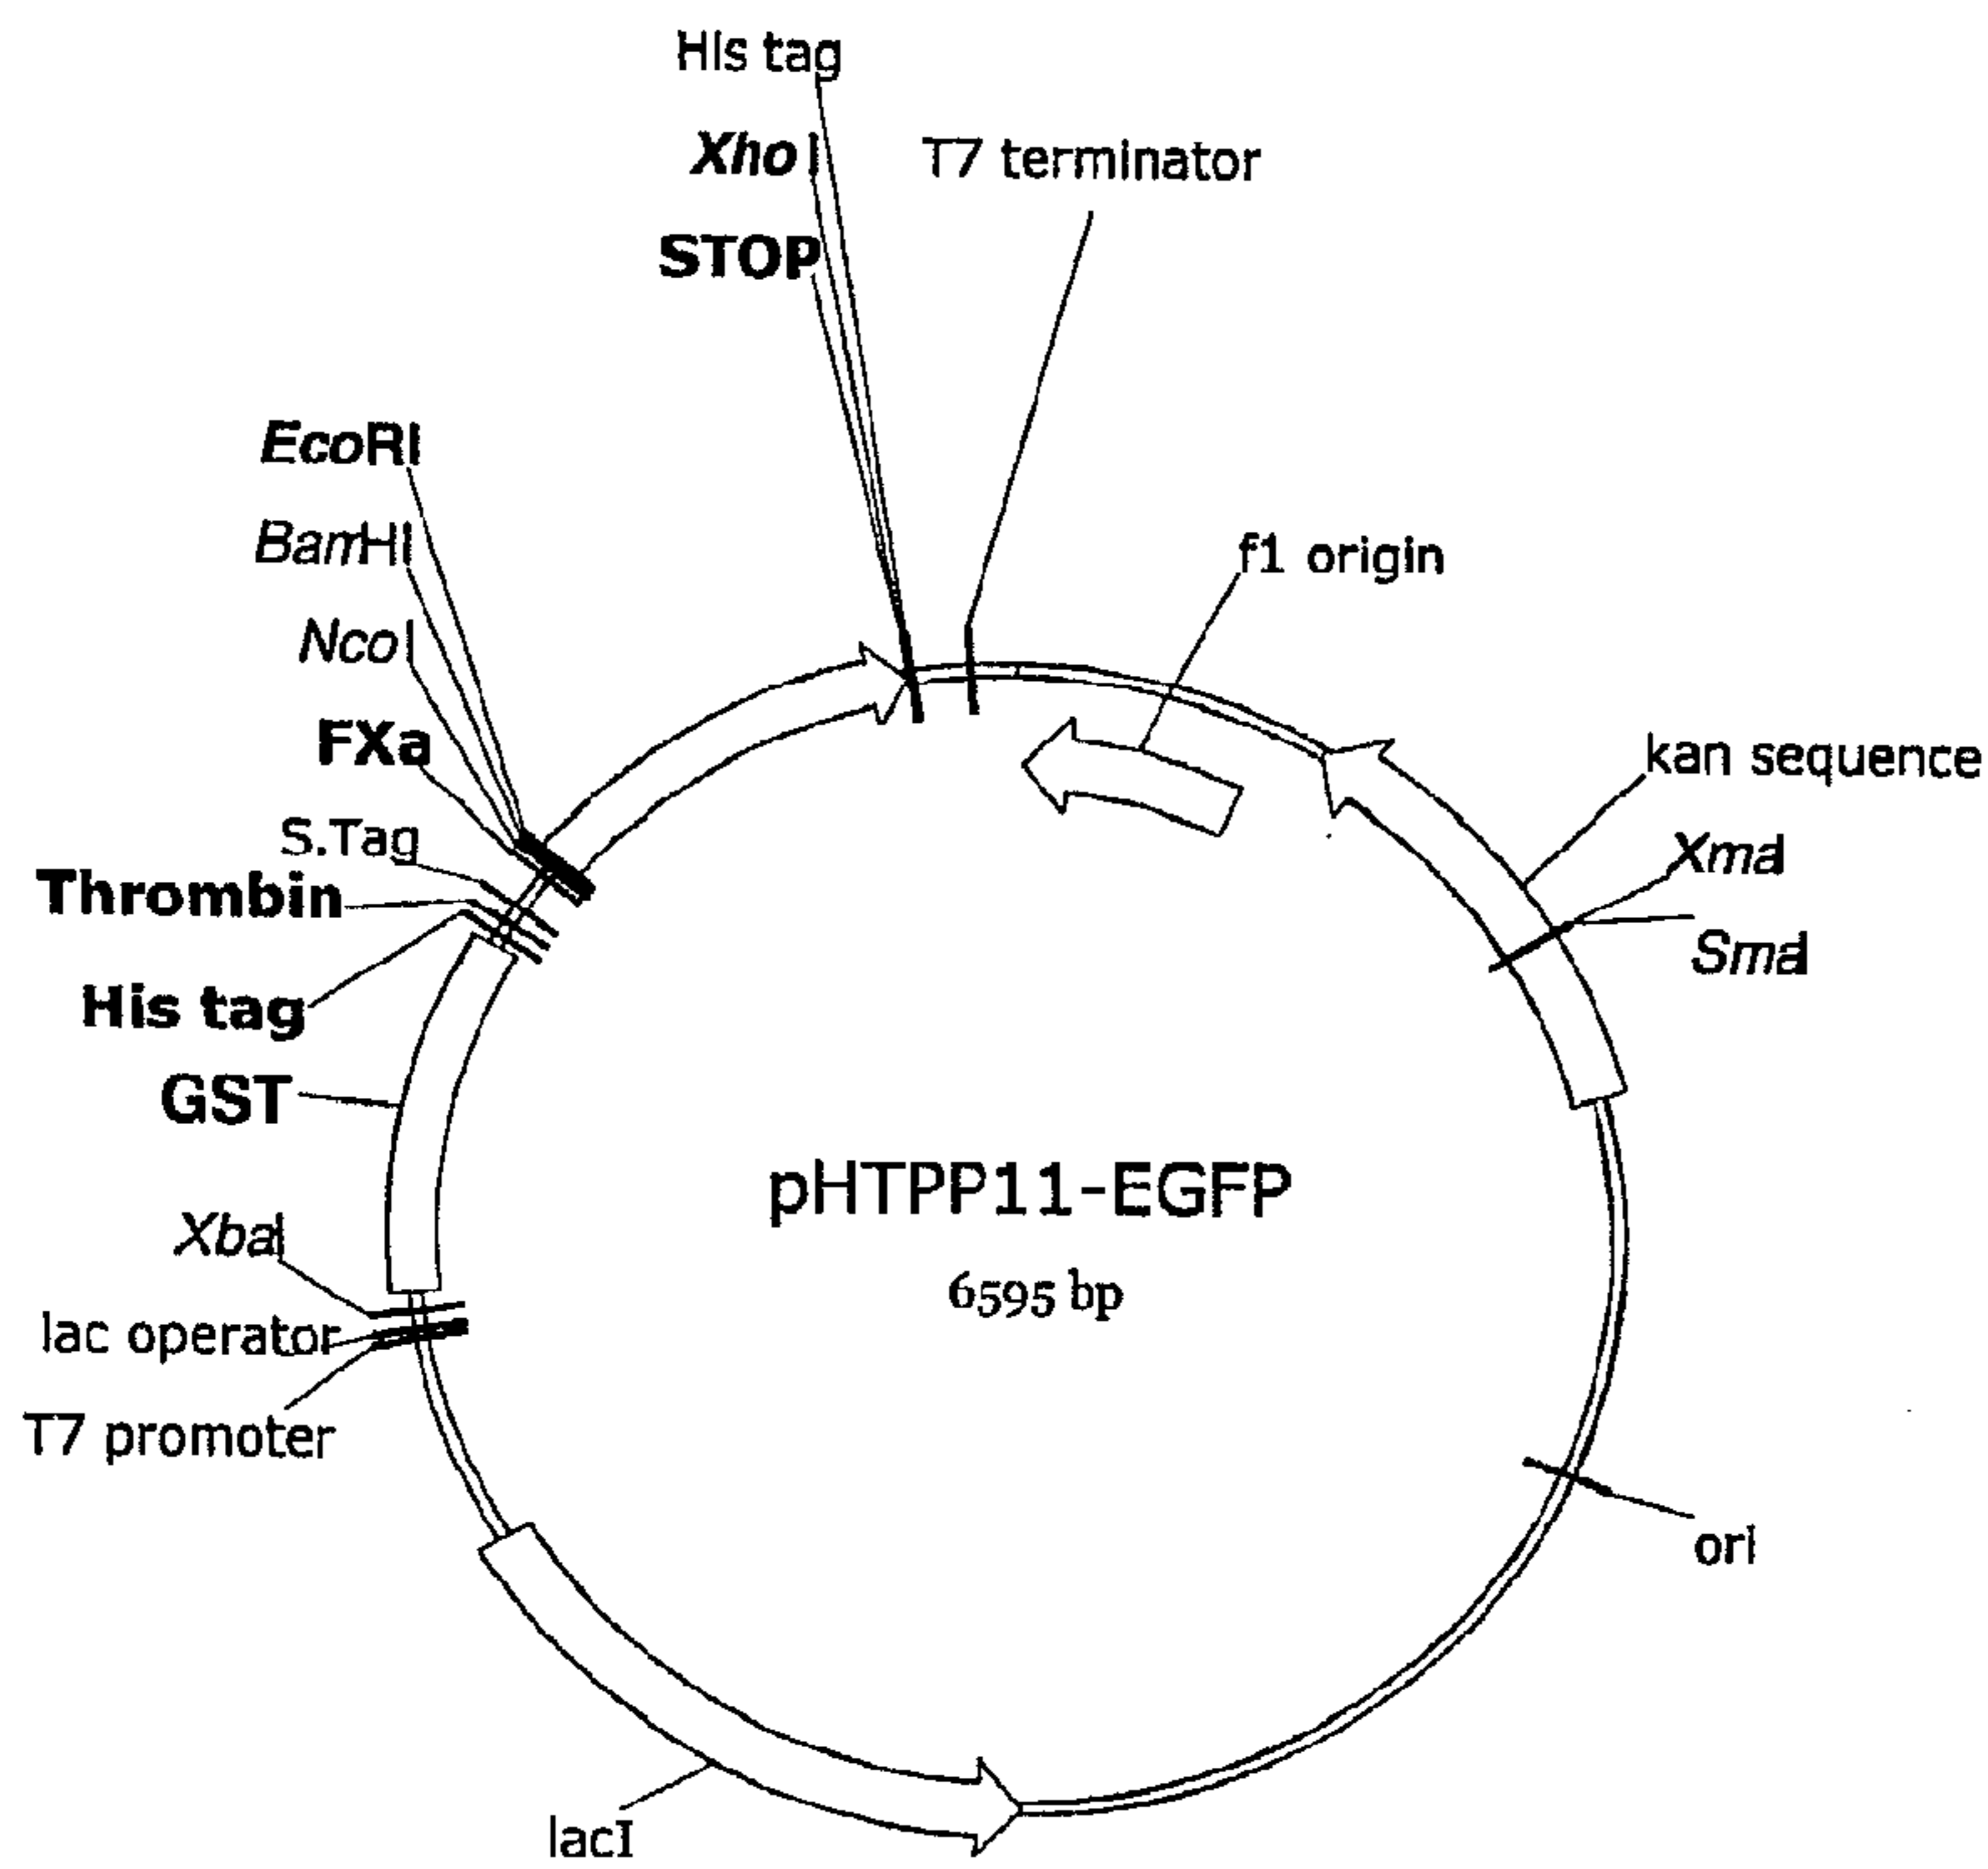 His tag
XhoI
T7 terminator
STOP
EcoRI
BamHI
NcoI
f1 origin
FXa
kan sequence
S.Tag
XmaI
Thrombin
SmaI
His tag
GST
pHTPP11-EGFP
XbaI
6595 bp
lac operator
T7 promoter
ori
lacI